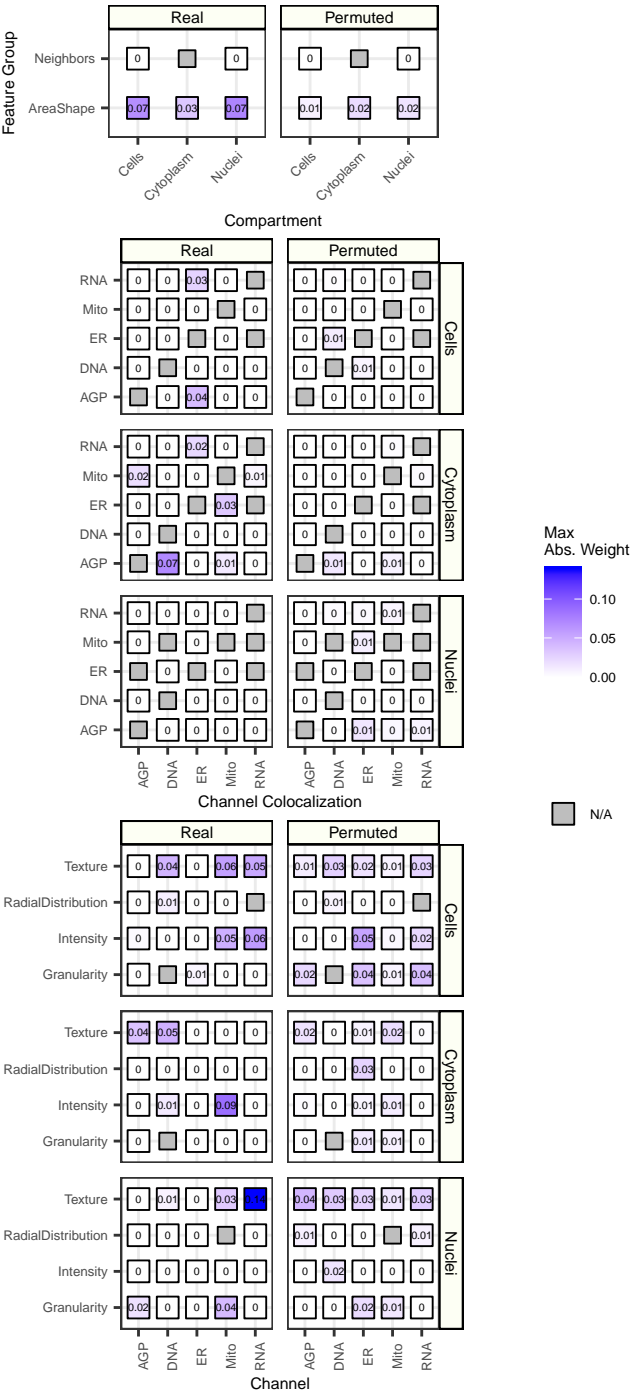 Real Permuted
Feature Group
Neighbors 0 0 0 0
AreaShape 0.07 0.03 0.07 0.01 0.02 0.02
Cells Cytoplasm Nuclei Cells Cytoplasm Nuclei
Compartment
Real Permuted
RNA 0 0 0.03 0 0 0 0 0
Mito 0 0 0 0 0 0 0 0
ER 0 0 0 0 0.01 0
DNA 0 0 0 0 0 0.01 0 0
AGP 0 0.04 0 0 0 0 0 0
Cells
RNA 0 0 0.02 0 0 0 0 0
Mito 0.02 0 0 0.01 0 0 0 0
ER 0 0 0.03 0 0 0
DNA 0 0 0 0 0 0 0 0
AGP 0.07 0 0.01 0 0.01 0 0.01 0
Cytoplasm
RNA 0 0 0 0 0 0 0 0.01
Mito 0 0 0 0.01
ER 0 0 0 0
DNA 0 0 0 0 0 0 0 0
AGP 0 0 0 0 0 0.01 0 0.01
Nuclei
AGP DNA ER Mito RNA AGP DNA ER Mito RNA
Channel Colocalization
Real Permuted
Texture 0 0.04 0 0.06 0.05 0.01 0.03 0.02 0.01 0.03
RadialDistribution 0 0.01 0 0 0 0.01 0 0
Intensity 0 0 0 0.05 0.06 0 0 0.05 0 0.02
Granularity 0 0.01 0 0 0.02 0.04 0.01 0.04
Cells
Texture 0.04 0.05 0 0 0 0.02 0 0.01 0.02 0
RadialDistribution 0 0 0 0 0 0 0 0.03 0 0
Intensity 0 0.01 0 0.09 0 0 0 0.01 0.01 0
Granularity 0 0 0 0 0 0.01 0.01 0
Cytoplasm
Texture 0 0.01 0 0.03 0.14 0.04 0.03 0.03 0.01 0.03
RadialDistribution 0 0 0 0 0.01 0 0 0.01
Intensity 0 0 0 0 0 0 0.02 0 0 0
Granularity 0.02 0 0 0.04 0 0 0 0.02 0.01 0
Nuclei
AGP DNA ER Mito RNA AGP DNA ER Mito RNA
Channel
Max
Abs. Weight
0.10
0.05
0.00
N/A